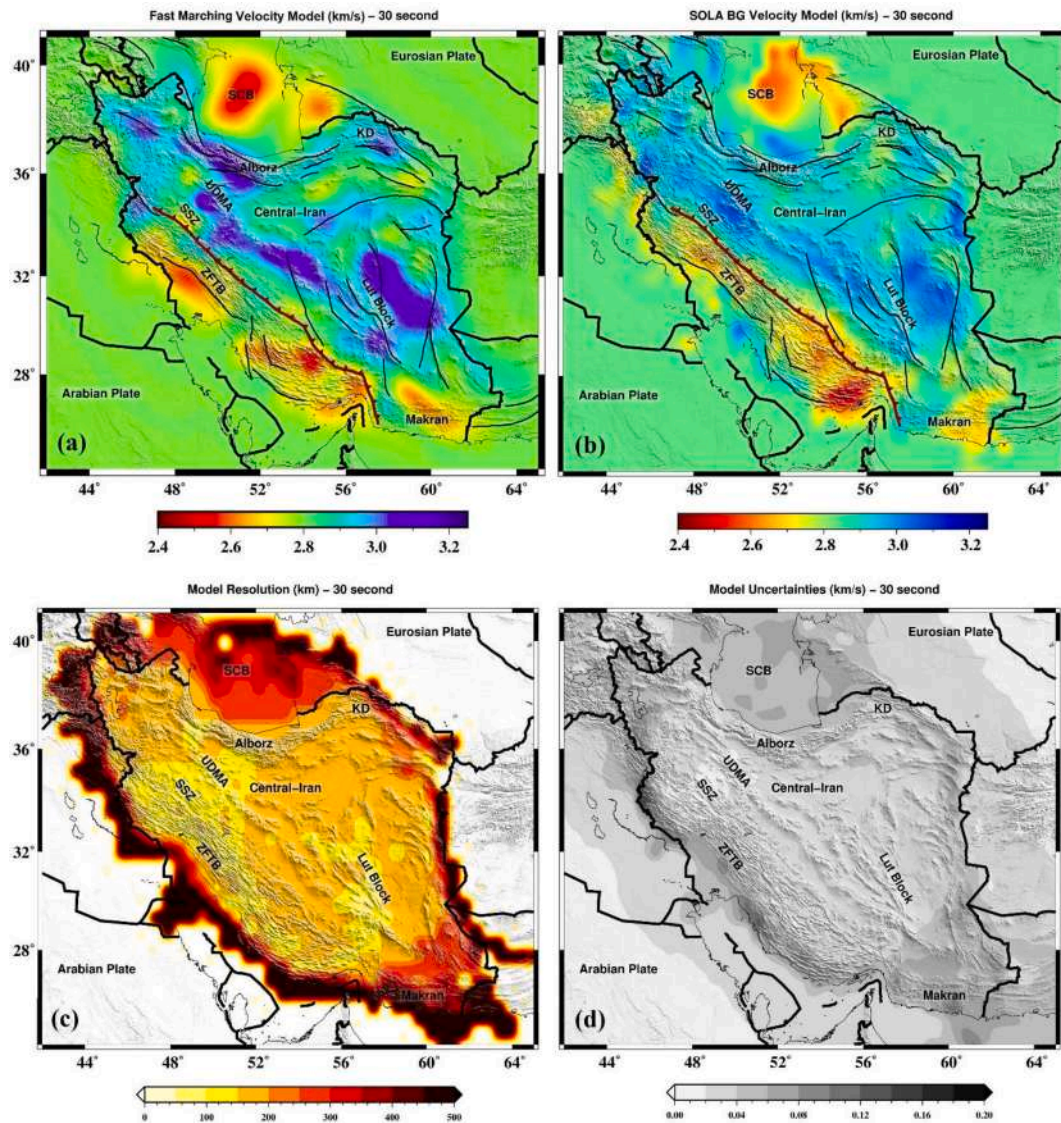 Fast Marching Velocity Model (km/s) – 30 second
40°
36°
32°
28°
Eurosian Plate
SCB
KD
Alborz
UDMA
SSZ
Central–Iran
ZFTB
Lut Block
Arabian Plate
Makran
(a)
44° 48° 52° 56° 60° 64°
2.4 2.6 2.8 3.0 3.2
SOLA BG Velocity Model (km/s) – 30 second
40°
36°
32°
28°
Eurosian Plate
SCB
KD
Alborz
UDMA
SSZ
Central–Iran
ZFTB
Lut Block
Arabian Plate
Makran
(b)
44° 48° 52° 56° 60° 64°
2.4 2.6 2.8 3.0 3.2
Model Resolution (km) – 30 second
40°
36°
32°
28°
Eurosian Plate
SCB
KD
Alborz
UDMA
SSZ
Central–Iran
ZFTB
Lut Block
Arabian Plate
Makran
(c)
44° 48° 52° 56° 60° 64°
0 100 200 300 400 500
Model Uncertainties (km/s) – 30 second
40°
36°
32°
28°
Eurosian Plate
SCB
KD
Alborz
UDMA
SSZ
Central–Iran
ZFTB
Lut Block
Arabian Plate
Makran
(d)
44° 48° 52° 56° 60° 64°
0.00 0.04 0.08 0.12 0.16 0.20